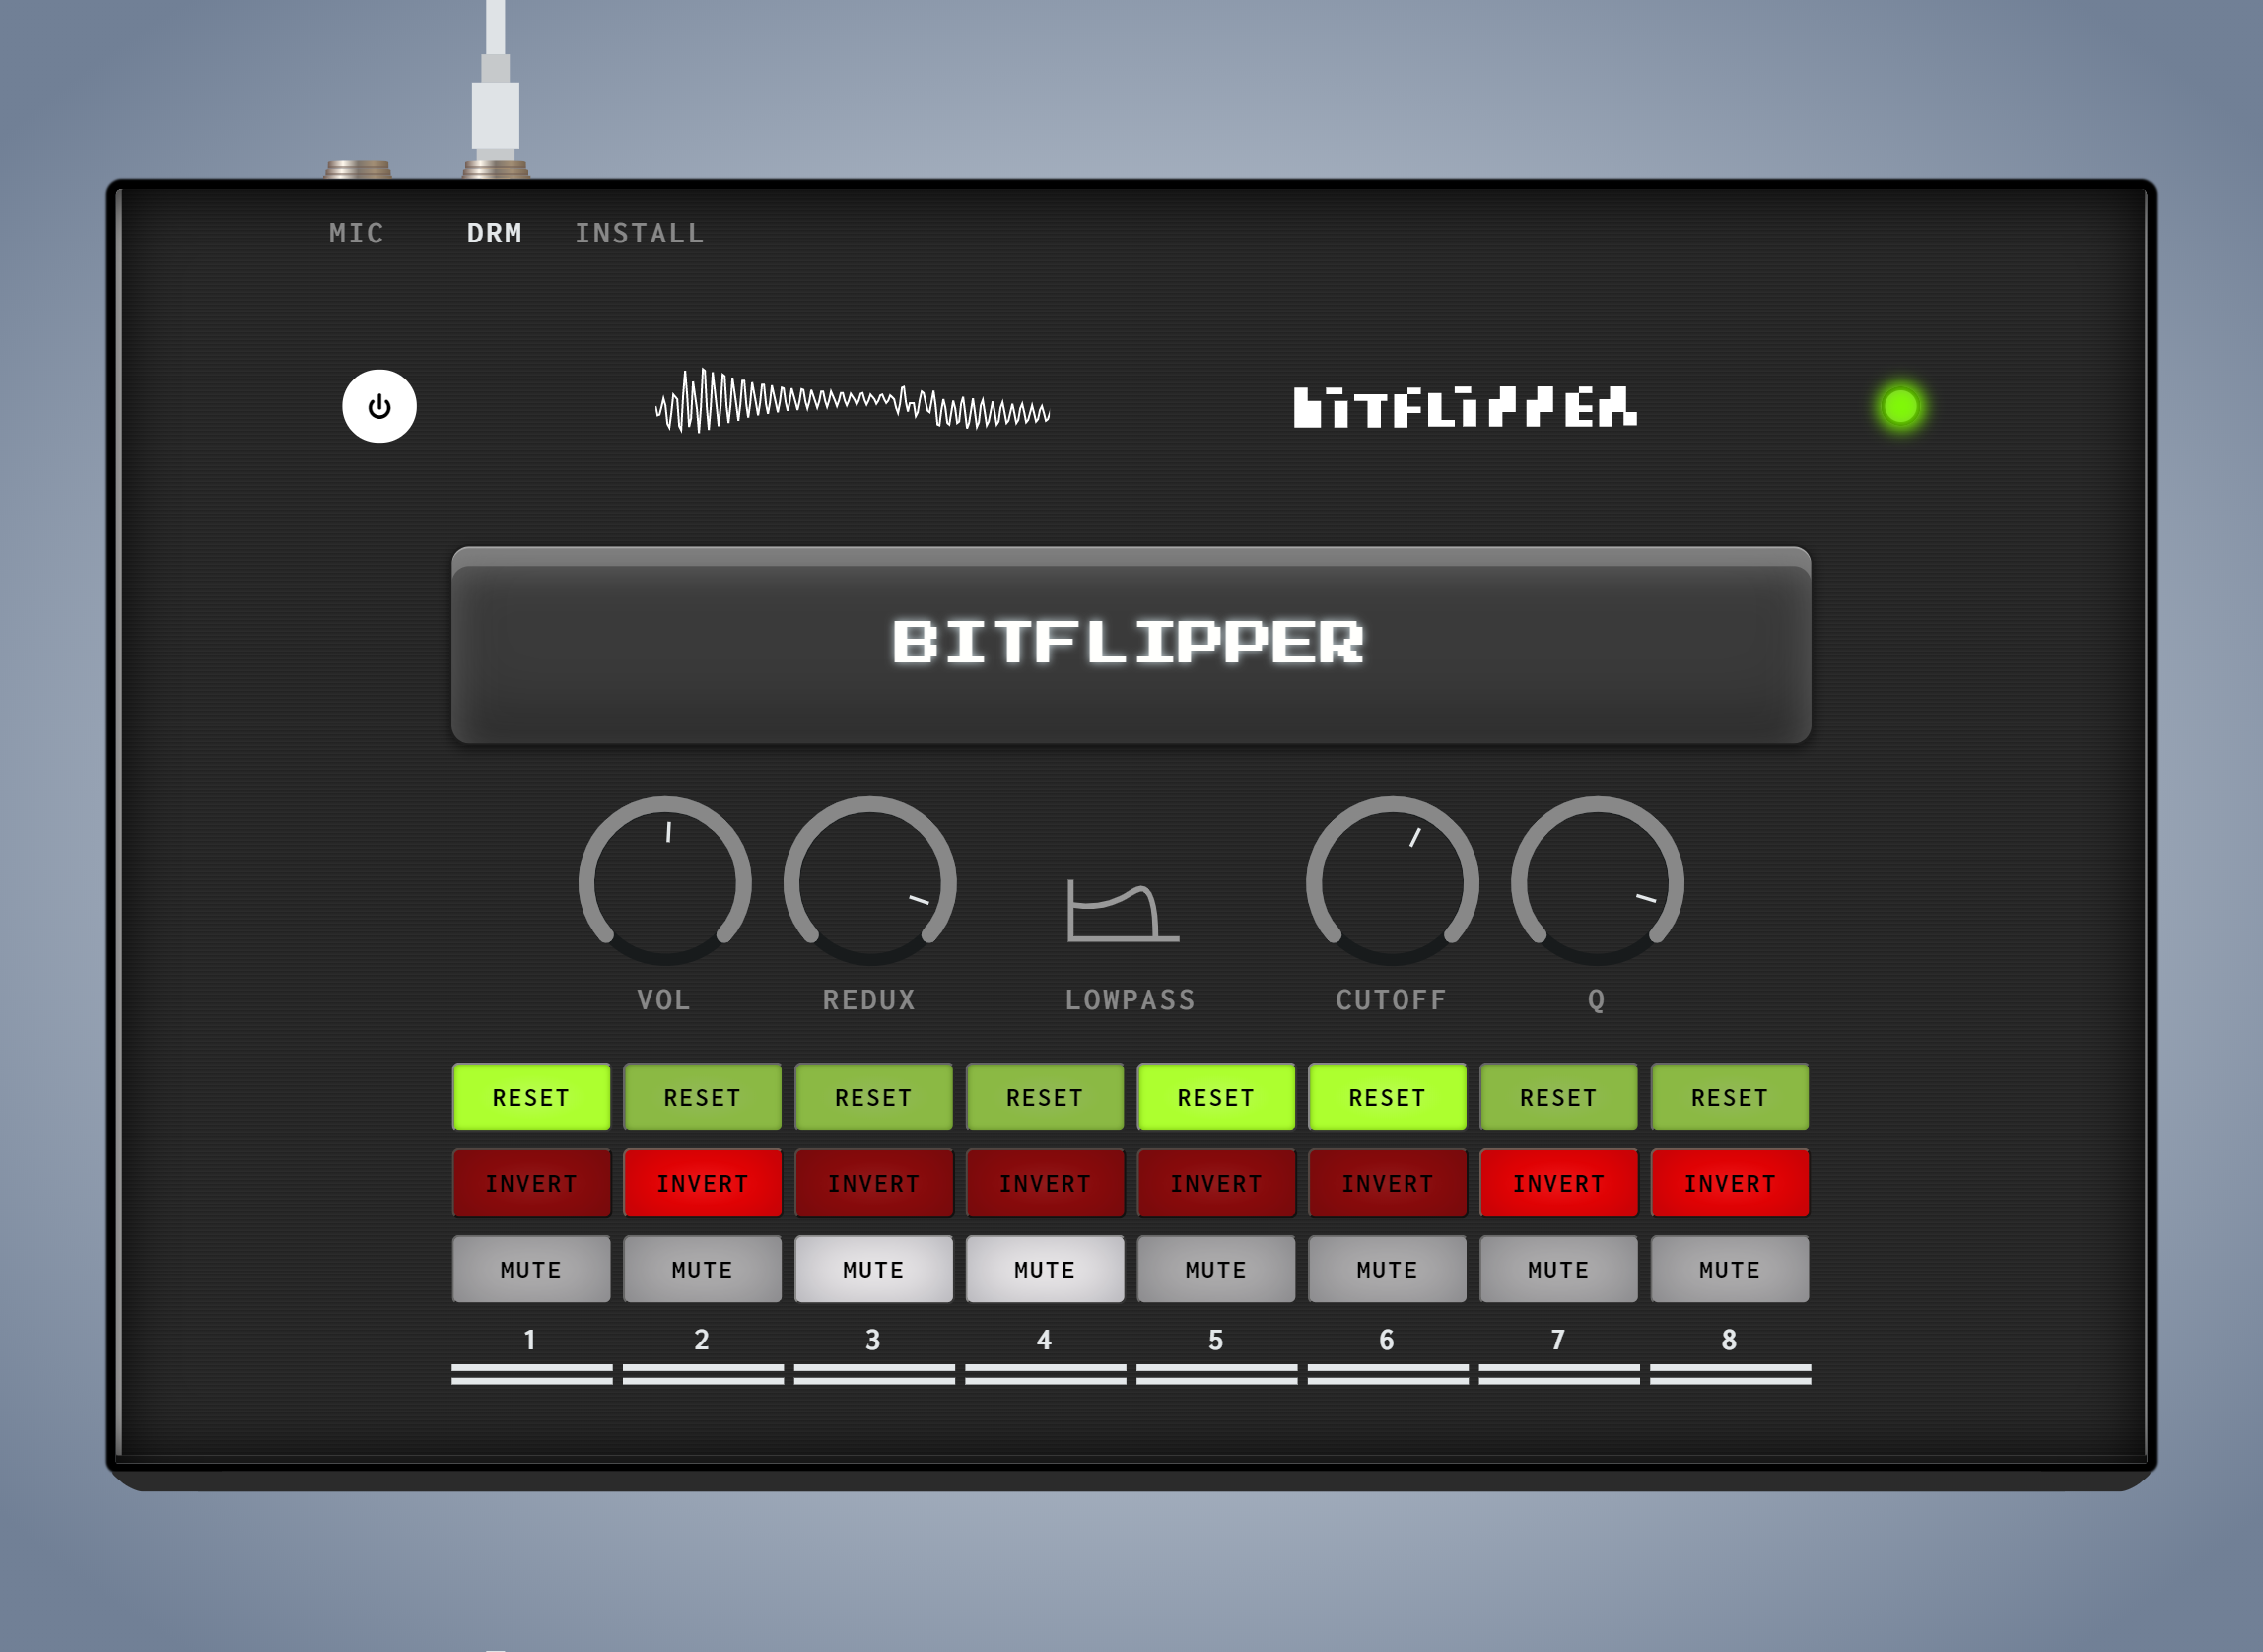 MIC DRM INSTALL
bitflipper
BITFLIPPER
VOL REDUX LOWPASS CUTOFF Q
RESET RESET RESET RESET RESET RESET RESET RESET
INVERT INVERT INVERT INVERT INVERT INVERT INVERT INVERT
MUTE MUTE MUTE MUTE MUTE MUTE MUTE MUTE
1 2 3 4 5 6 7 8